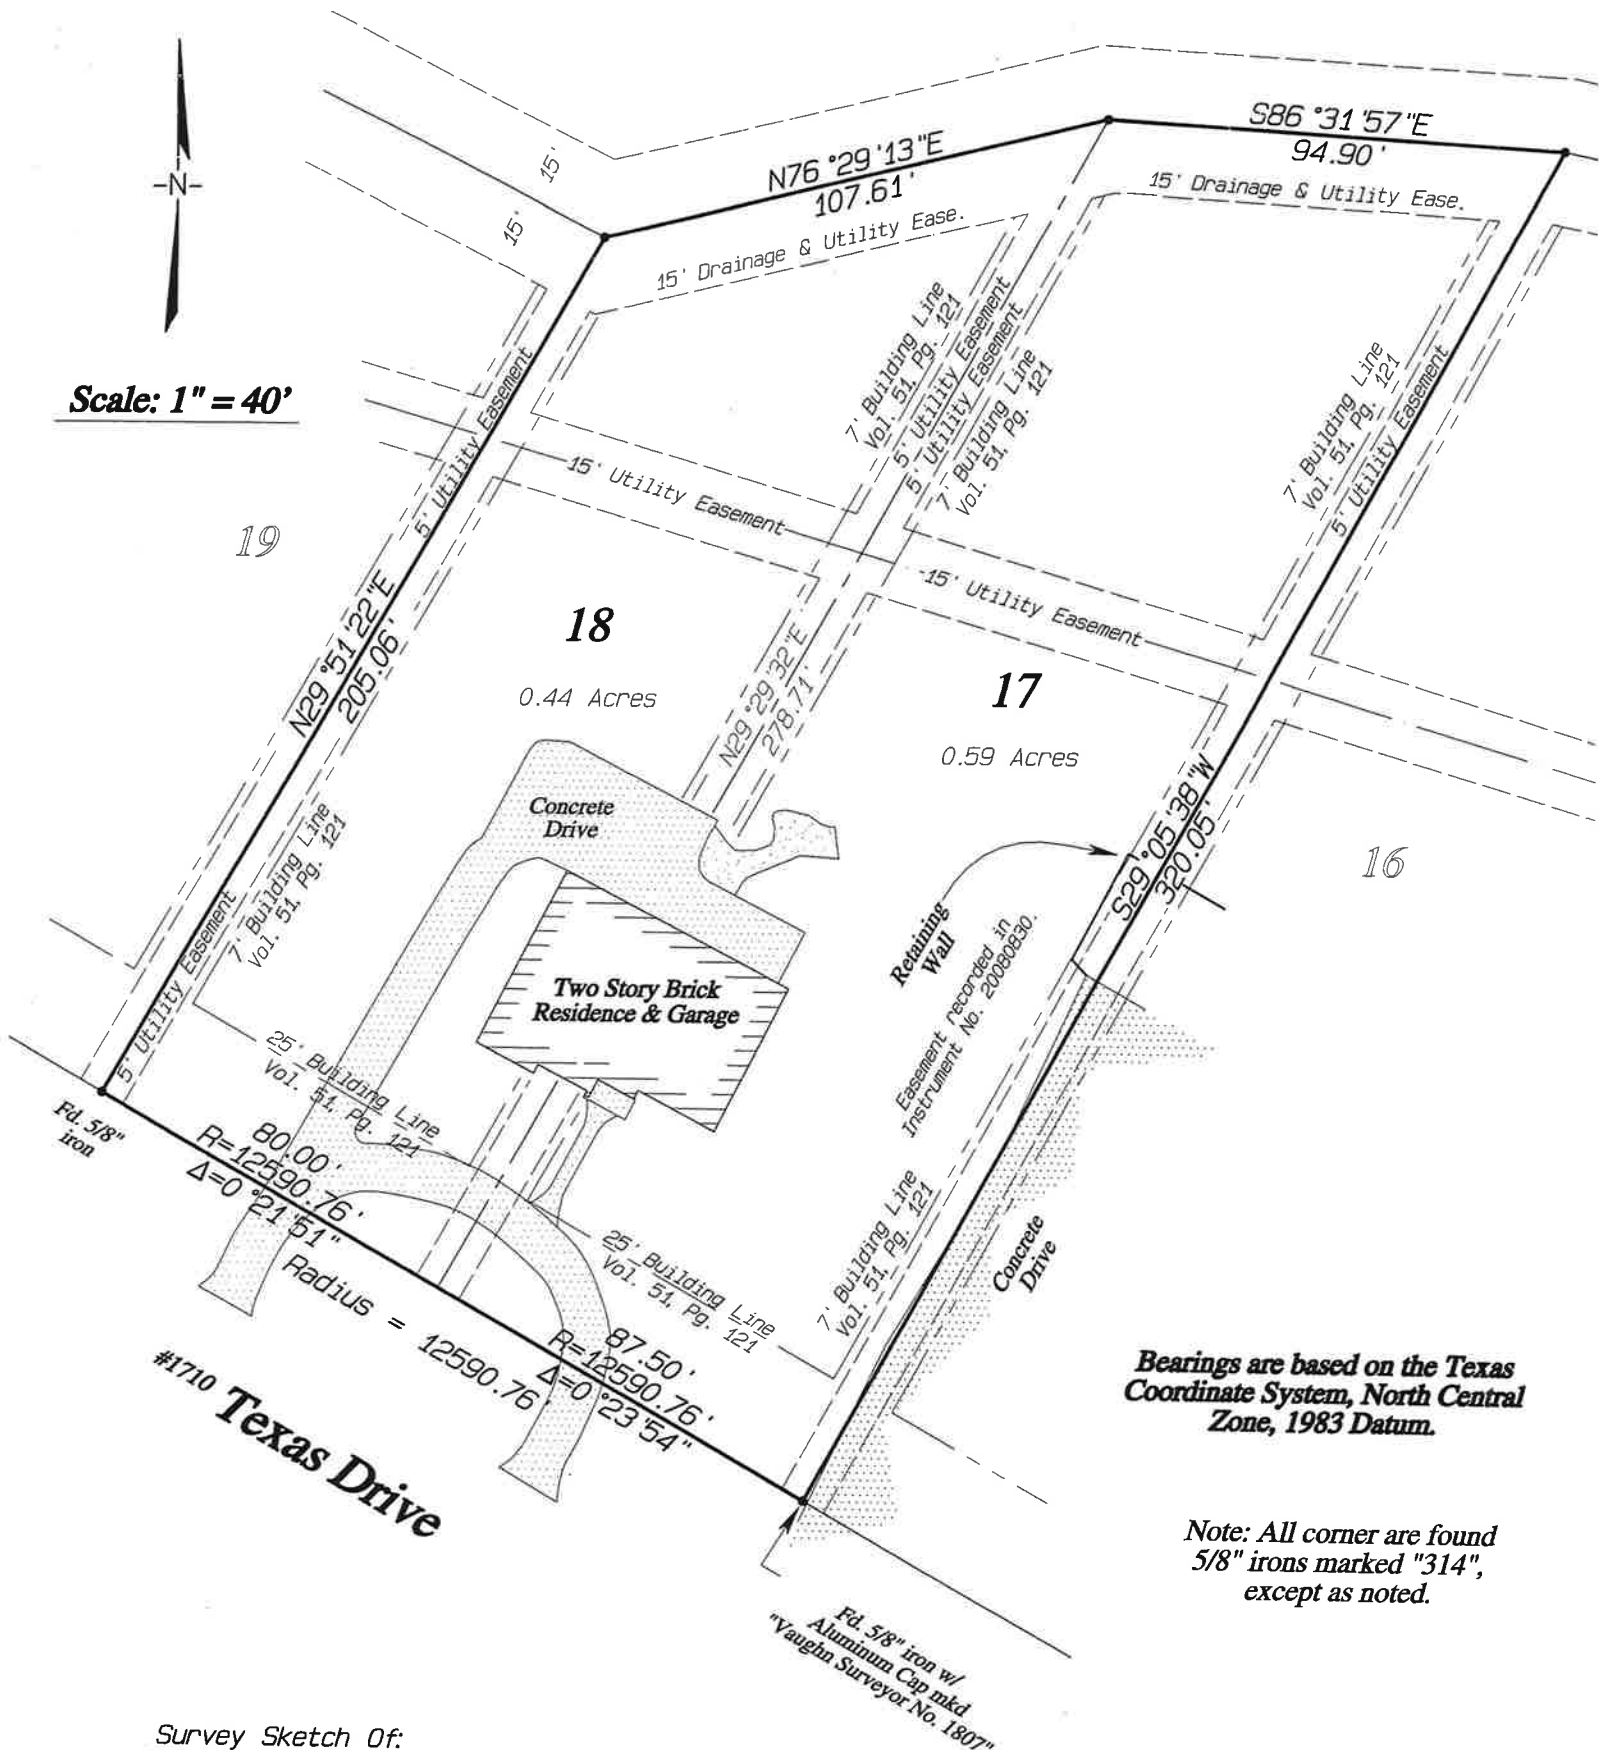 S86°31'57"E
94.90'
N76°29'13"E
107.61'
15'
15'
15' Drainage & Utility Ease.
15' Drainage & Utility Ease.
-N-
Scale: 1" = 40'
7' Building Line
Vol. 51, Pg. 121
5' Utility Easement
5' Utility Easement
7' Building Line
Vol. 51, Pg. 121
7' Building Line
Vol. 51, Pg. 121
5' Utility Easement
5' Utility Easement
15' Utility Easement
15' Utility Easement
19
18
0.44 Acres
17
0.59 Acres
16
N29°51'22"E
205.06'
N29°29'32"E
278.71'
S29°05'38"W
320.05'
Concrete
Drive
7' Building Line
Vol. 51, Pg. 121
5' Utility Easement
Retaining
Wall
Easement recorded in
Instrument No. 20080830.
Two Story Brick
Residence & Garage
25' Building Line
Vol. 51, Pg. 121
Fd. 5/8"
iron
80.00'
R=12590.76'
Δ=0°21'51"
Radius = 12590.76'
25' Building Line
Vol. 51, Pg. 121
87.50'
R=12590.76'
Δ=0°23'54"
7' Building Line
Vol. 51, Pg. 121
Concrete
Drive
#1710 Texas Drive
Bearings are based on the Texas
Coordinate System, North Central
Zone, 1983 Datum.
Note: All corner are found
5/8" irons marked "314",
except as noted.
Fd. 5/8" iron w/
Aluminum Cap mkd
"Vaughn Surveyor No. 1807"
Survey Sketch Of: